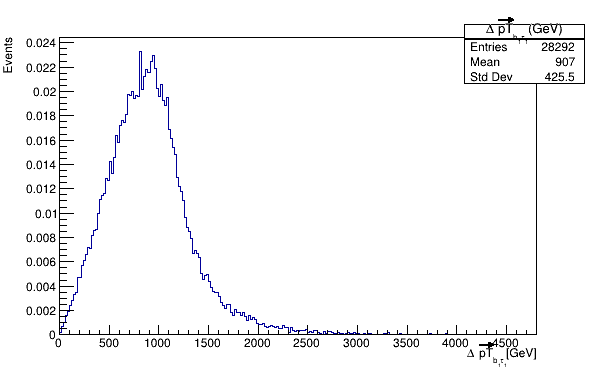 Δ pT b₁τ₁ (GeV)
Entries 28292
Mean 907
Std Dev 425.5
Events
0.024
0.022
0.02
0.018
0.016
0.014
0.012
0.01
0.008
0.006
0.004
0.002
0
0 500 1000 1500 2000 2500 3000 3500 4000 4500
Δ pT b₁τ₁ [GeV]